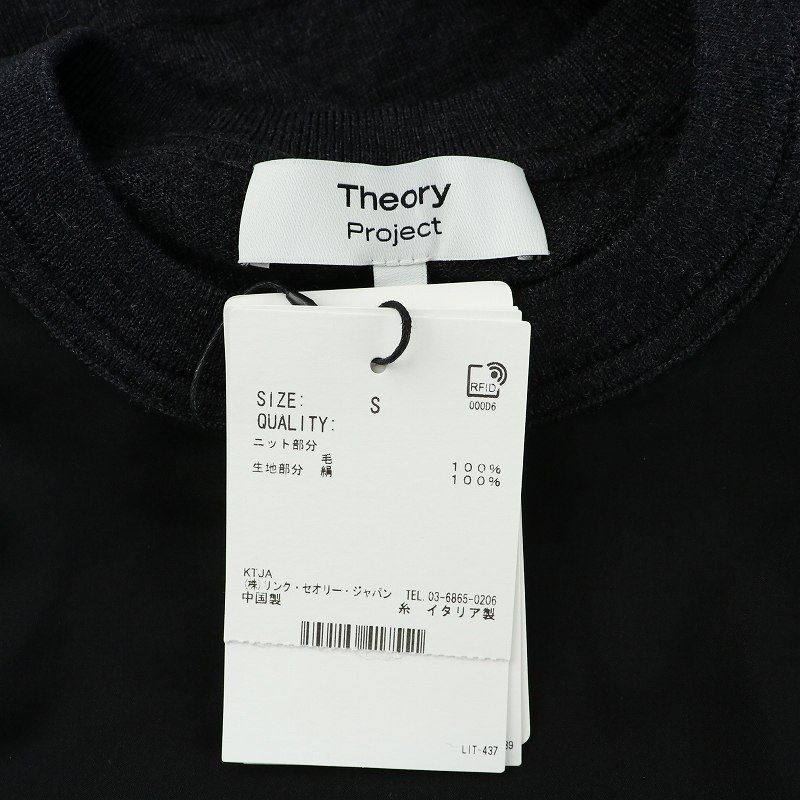 Theory
Project
RFID
000D6
SIZE: S
QUALITY:
ニット部分
毛 100%
生地部分 絹 100%
KTJA
(株)リンク・セオリー・ジャパン TEL.03-6865-0206
中国製 糸 イタリア製
LIT-437
39